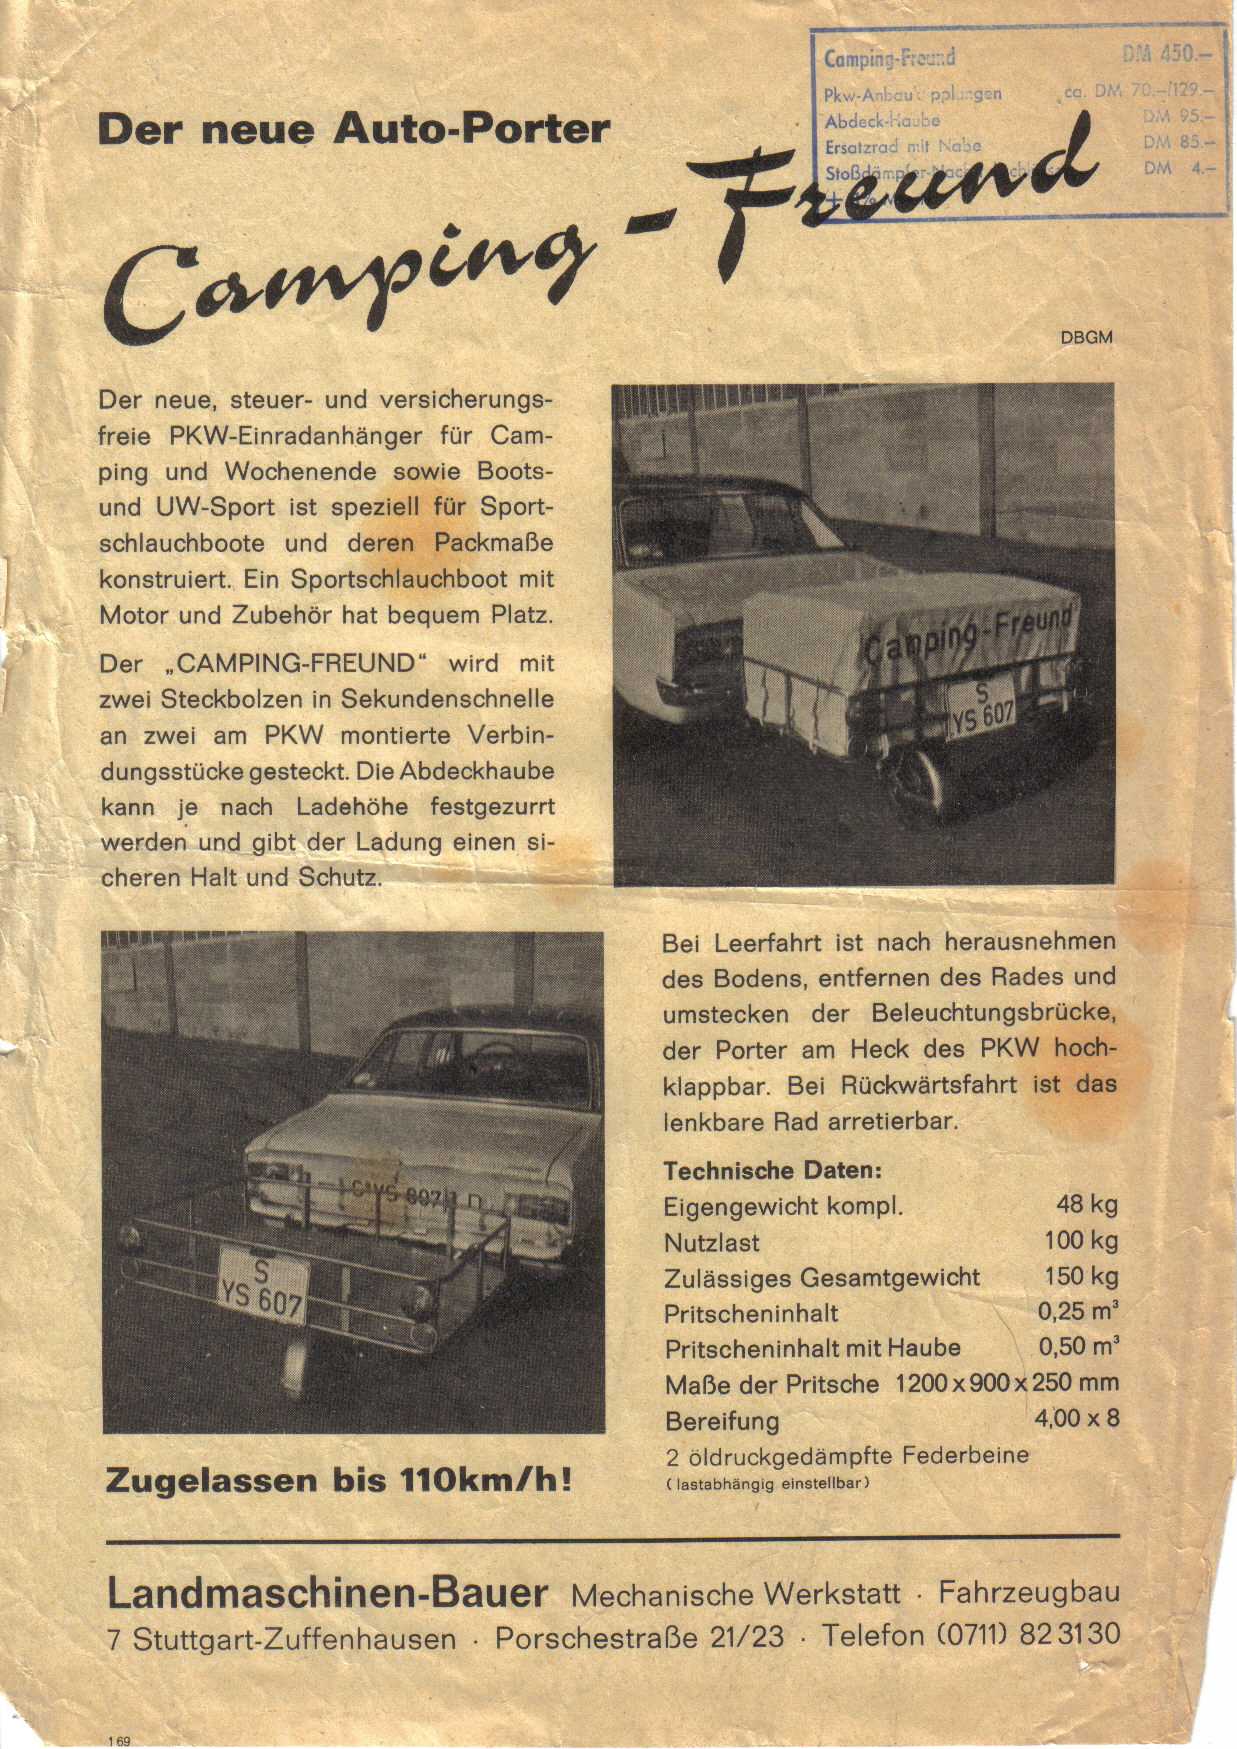 Camping-Freund DM 450.—
Pkw-Anbaukupplungen ca. DM 70.—/129.—
Abdeck-Haube DM 95.—
Ersatzrad mit Nabe DM 85.—
DM 4.—
Der neue Auto-Porter
Camping-Freund
DBGM
Der neue, steuer- und versicherungs-
freie PKW-Einradanhänger für Cam-
ping und Wochenende sowie Boots-
und UW-Sport ist speziell für Sport-
schlauchboote und deren Packmaße
konstruiert. Ein Sportschlauchboot mit
Motor und Zubehör hat bequem Platz.
Der „CAMPING-FREUND“ wird mit
zwei Steckbolzen in Sekundenschnelle
an zwei am PKW montierte Verbin-
dungsstücke gesteckt. Die Abdeckhaube
kann je nach Ladehöhe festgezurrt
werden und gibt der Ladung einen si-
cheren Halt und Schutz.
Camping-Freund
S
YS 607
S YS 607
S
YS 607
Bei Leerfahrt ist nach herausnehmen
des Bodens, entfernen des Rades und
umstecken der Beleuchtungsbrücke,
der Porter am Heck des PKW hoch-
klappbar. Bei Rückwärtsfahrt ist das
lenkbare Rad arretierbar.
Technische Daten:
Eigengewicht kompl. 48 kg
Nutzlast 100 kg
Zulässiges Gesamtgewicht 150 kg
Pritscheninhalt 0,25 m³
Pritscheninhalt mit Haube 0,50 m³
Maße der Pritsche 1200 x 900 x 250 mm
Bereifung 4,00 x 8
2 öldruckgedämpfte Federbeine
(lastabhängig einstellbar)
Zugelassen bis 110km/h!
Landmaschinen-Bauer Mechanische Werkstatt · Fahrzeugbau
7 Stuttgart-Zuffenhausen · Porschestraße 21/23 · Telefon (0711) 82 31 30
169